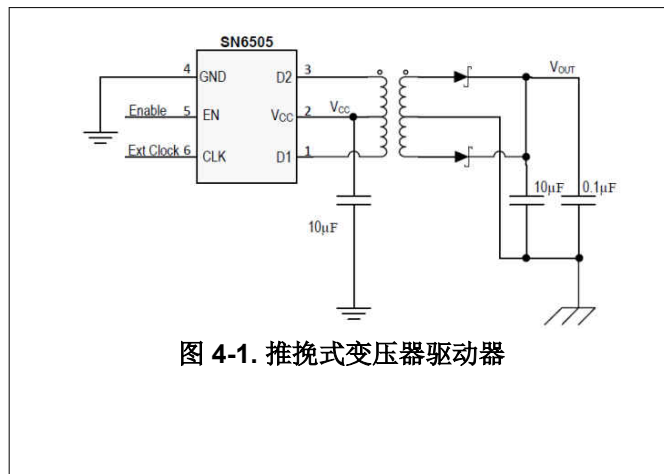 SN6505
4 GND D2 3
VOUT
Enable 5 EN VCC 2 VCC
Ext Clock 6 CLK D1 1
10μF 0.1μF
10μF
图 4-1. 推挽式变压器驱动器